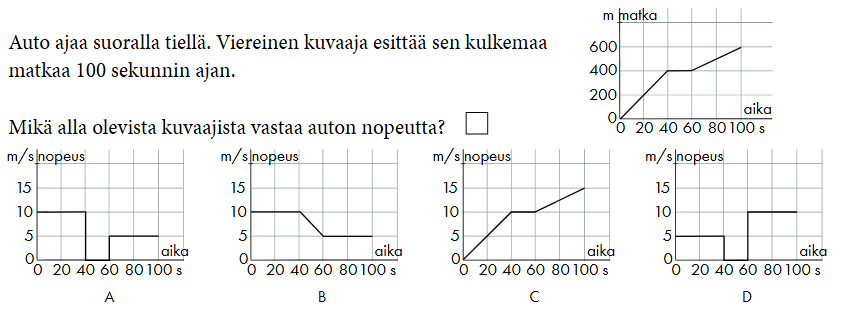 m matka
Auto ajaa suoralla tiellä. Viereinen kuvaaja esittää sen kulkemaa
matkaa 100 sekunnin ajan.
600
400
200
0
aika
0 20 40 60 80 100 s
Mikä alla olevista kuvaajista vastaa auton nopeutta?
m/s nopeus
15
10
5
0
aika
0 20 40 60 80 100 s
A
m/s nopeus
15
10
5
0
aika
0 20 40 60 80 100 s
B
m/s nopeus
15
10
5
0
aika
0 20 40 60 80 100 s
C
m/s nopeus
15
10
5
0
aika
0 20 40 60 80 100 s
D